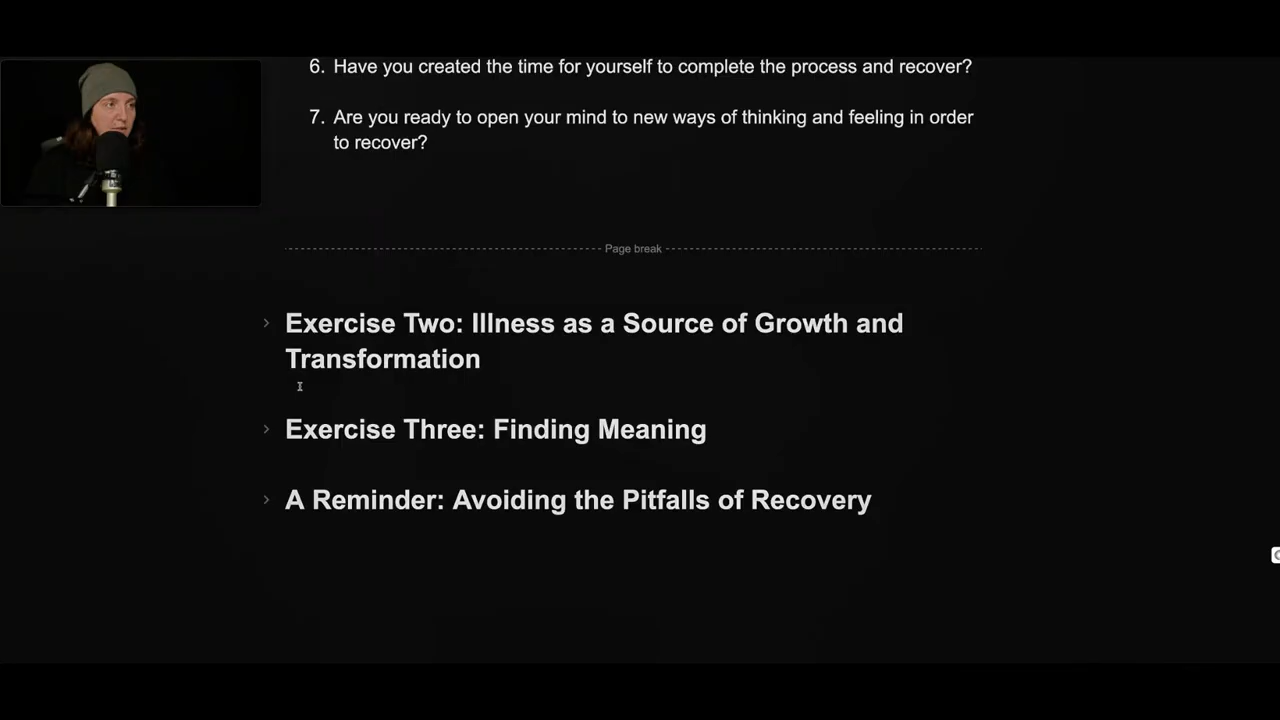 6. Have you created the time for yourself to complete the process and recover?
7. Are you ready to open your mind to new ways of thinking and feeling in order
to recover?
Page break
Exercise Two: Illness as a Source of Growth and
Transformation
Exercise Three: Finding Meaning
A Reminder: Avoiding the Pitfalls of Recovery